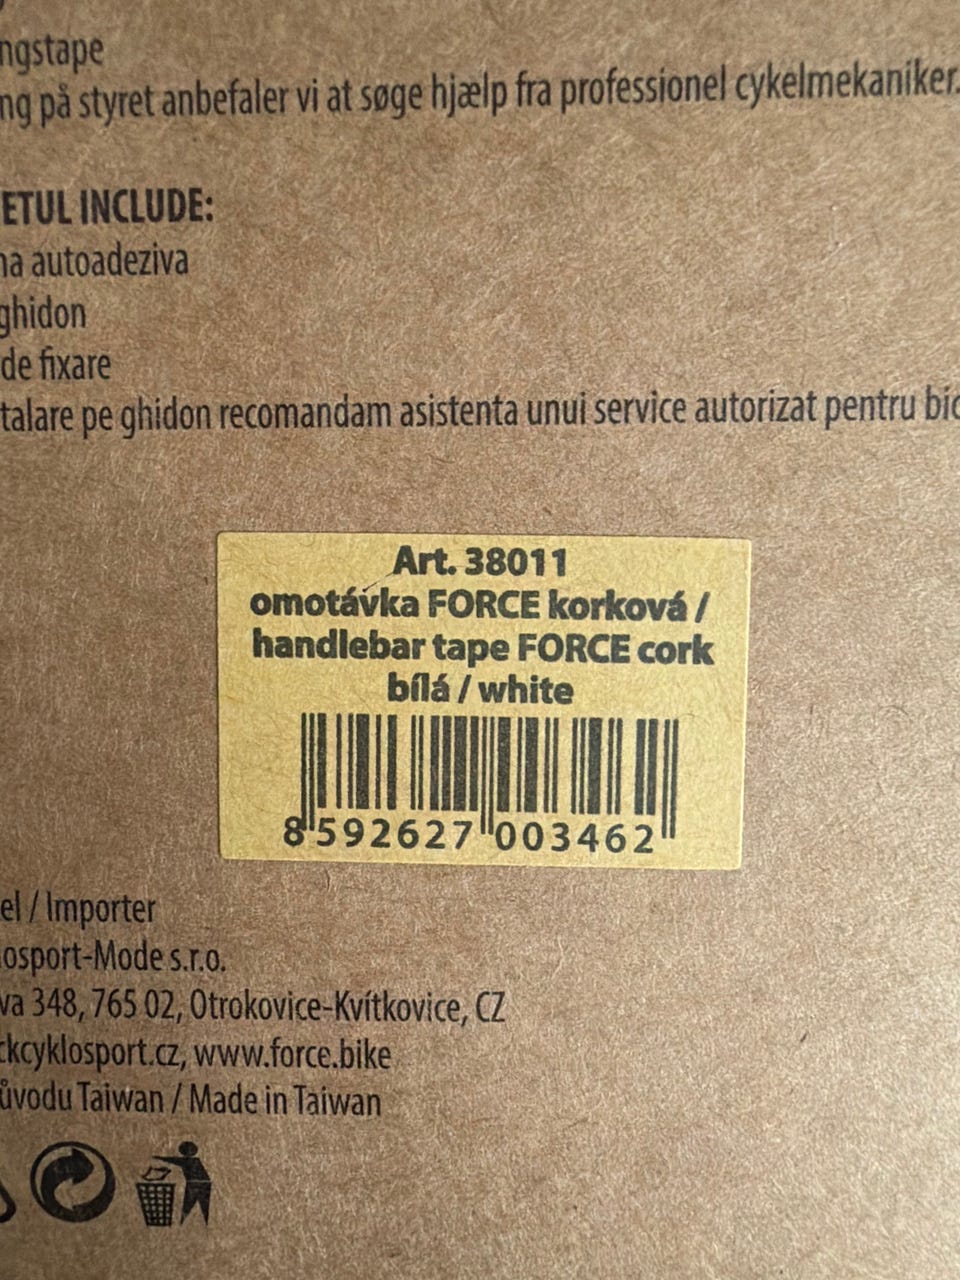 ngstape
ng på styret anbefaler vi at søge hjælp fra professionel cykelmekaniker.
ETUL INCLUDE:
na autoadeziva
ghidon
de fixare
talare pe ghidon recomandam asistenta unui service autorizat pentru bic
Art. 38011
omotávka FORCE korková /
handlebar tape FORCE cork
bílá / white
8 592627 003462
el / Importer
losport-Mode s.r.o.
va 348, 765 02, Otrokovice-Kvítkovice, CZ
ckcyklosport.cz, www.force.bike
ůvodu Taiwan / Made in Taiwan